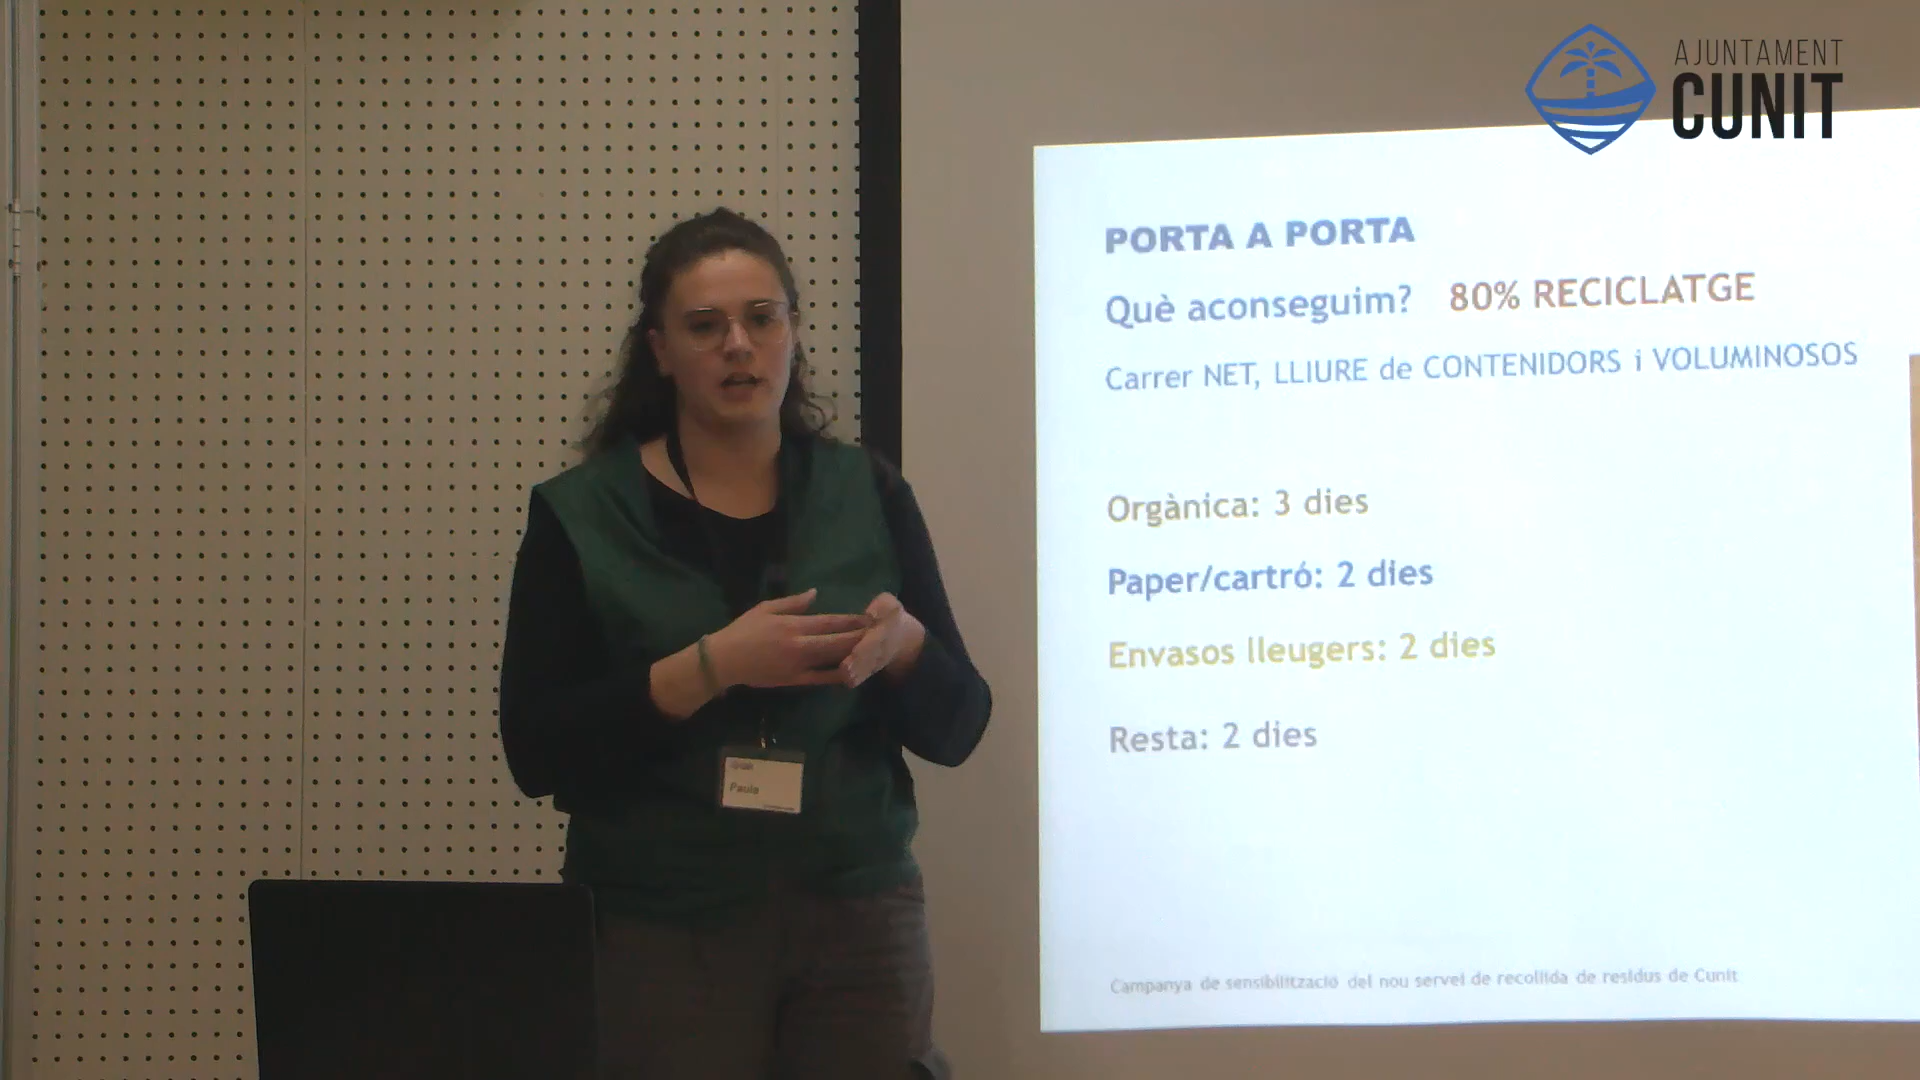 AJUNTAMENT
CUNIT
PORTA A PORTA
Què aconseguim? 80% RECICLATGE
Carrer NET, LLIURE de CONTENIDORS i VOLUMINOSOS
Orgànica: 3 dies
Paper/cartró: 2 dies
Envasos lleugers: 2 dies
Resta: 2 dies
Campanya de sensibilització del nou servei de recollida de residus de Cunit
Paula